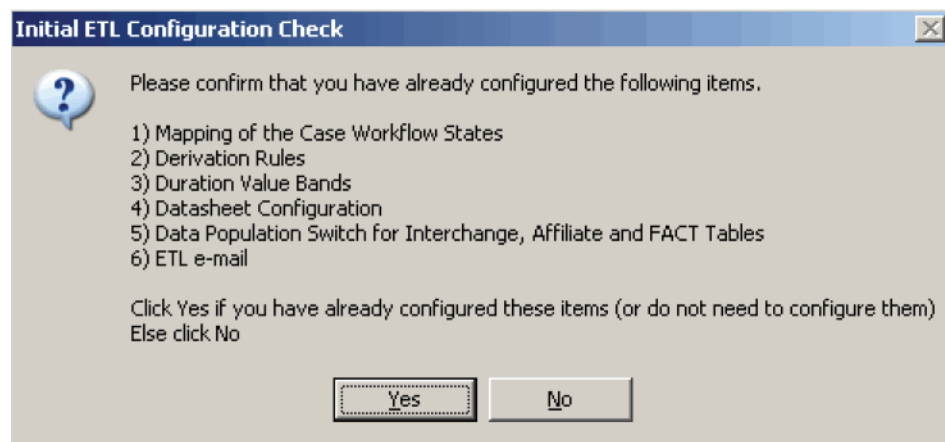 Initial ETL Configuration Check
Please confirm that you have already configured the following items.
1) Mapping of the Case Workflow States
2) Derivation Rules
3) Duration Value Bands
4) Datasheet Configuration
5) Data Population Switch for Interchange, Affiliate and FACT Tables
6) ETL e-mail
Click Yes if you have already configured these items (or do not need to configure them)
Else click No
Yes No